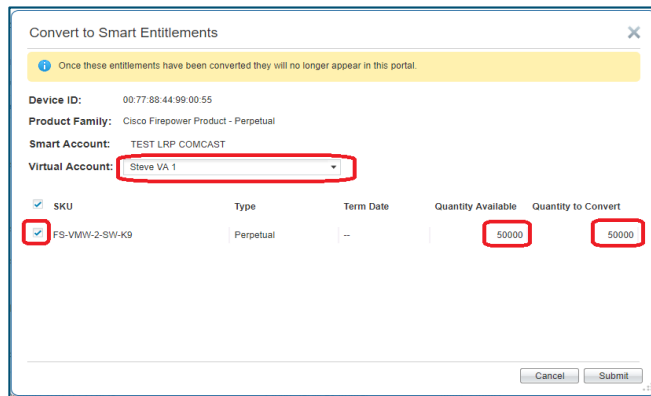 Convert to Smart Entitlements
Once these entitlements have been converted they will no longer appear in this portal.
Device ID: 00:77:88:44:99:00:55
Product Family: Cisco Firepower Product - Perpetual
Smart Account: TEST LRP COMCAST
Virtual Account: Steve VA 1
SKU Type Term Date Quantity Available Quantity to Convert
FS-VMW-2-SW-K9 Perpetual -- 50000 50000
Cancel Submit